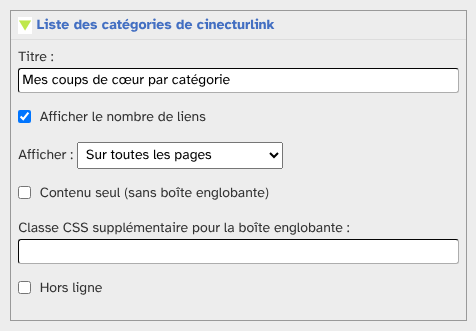 Liste des catégories de cinecturlink
Titre :
Mes coups de cœur par catégorie
Afficher le nombre de liens
Afficher : Sur toutes les pages
Contenu seul (sans boîte englobante)
Classe CSS supplémentaire pour la boîte englobante :
Hors ligne